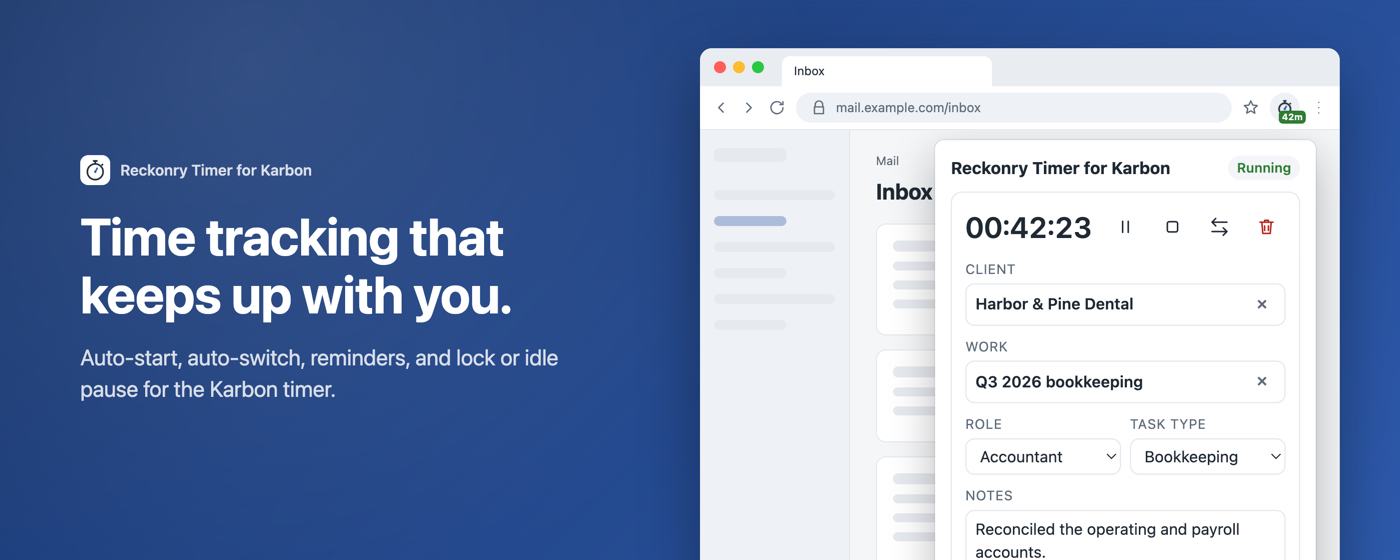 Reckonry Timer for Karbon
Time tracking that
keeps up with you.
Auto-start, auto-switch, reminders, and lock or idle
pause for the Karbon timer.
Inbox
mail.example.com/inbox
42m
Mail
Inbox
Reckonry Timer for Karbon
Running
00:42:23
CLIENT
Harbor & Pine Dental
WORK
Q3 2026 bookkeeping
ROLE
TASK TYPE
Accountant
Bookkeeping
NOTES
Reconciled the operating and payroll
accounts.